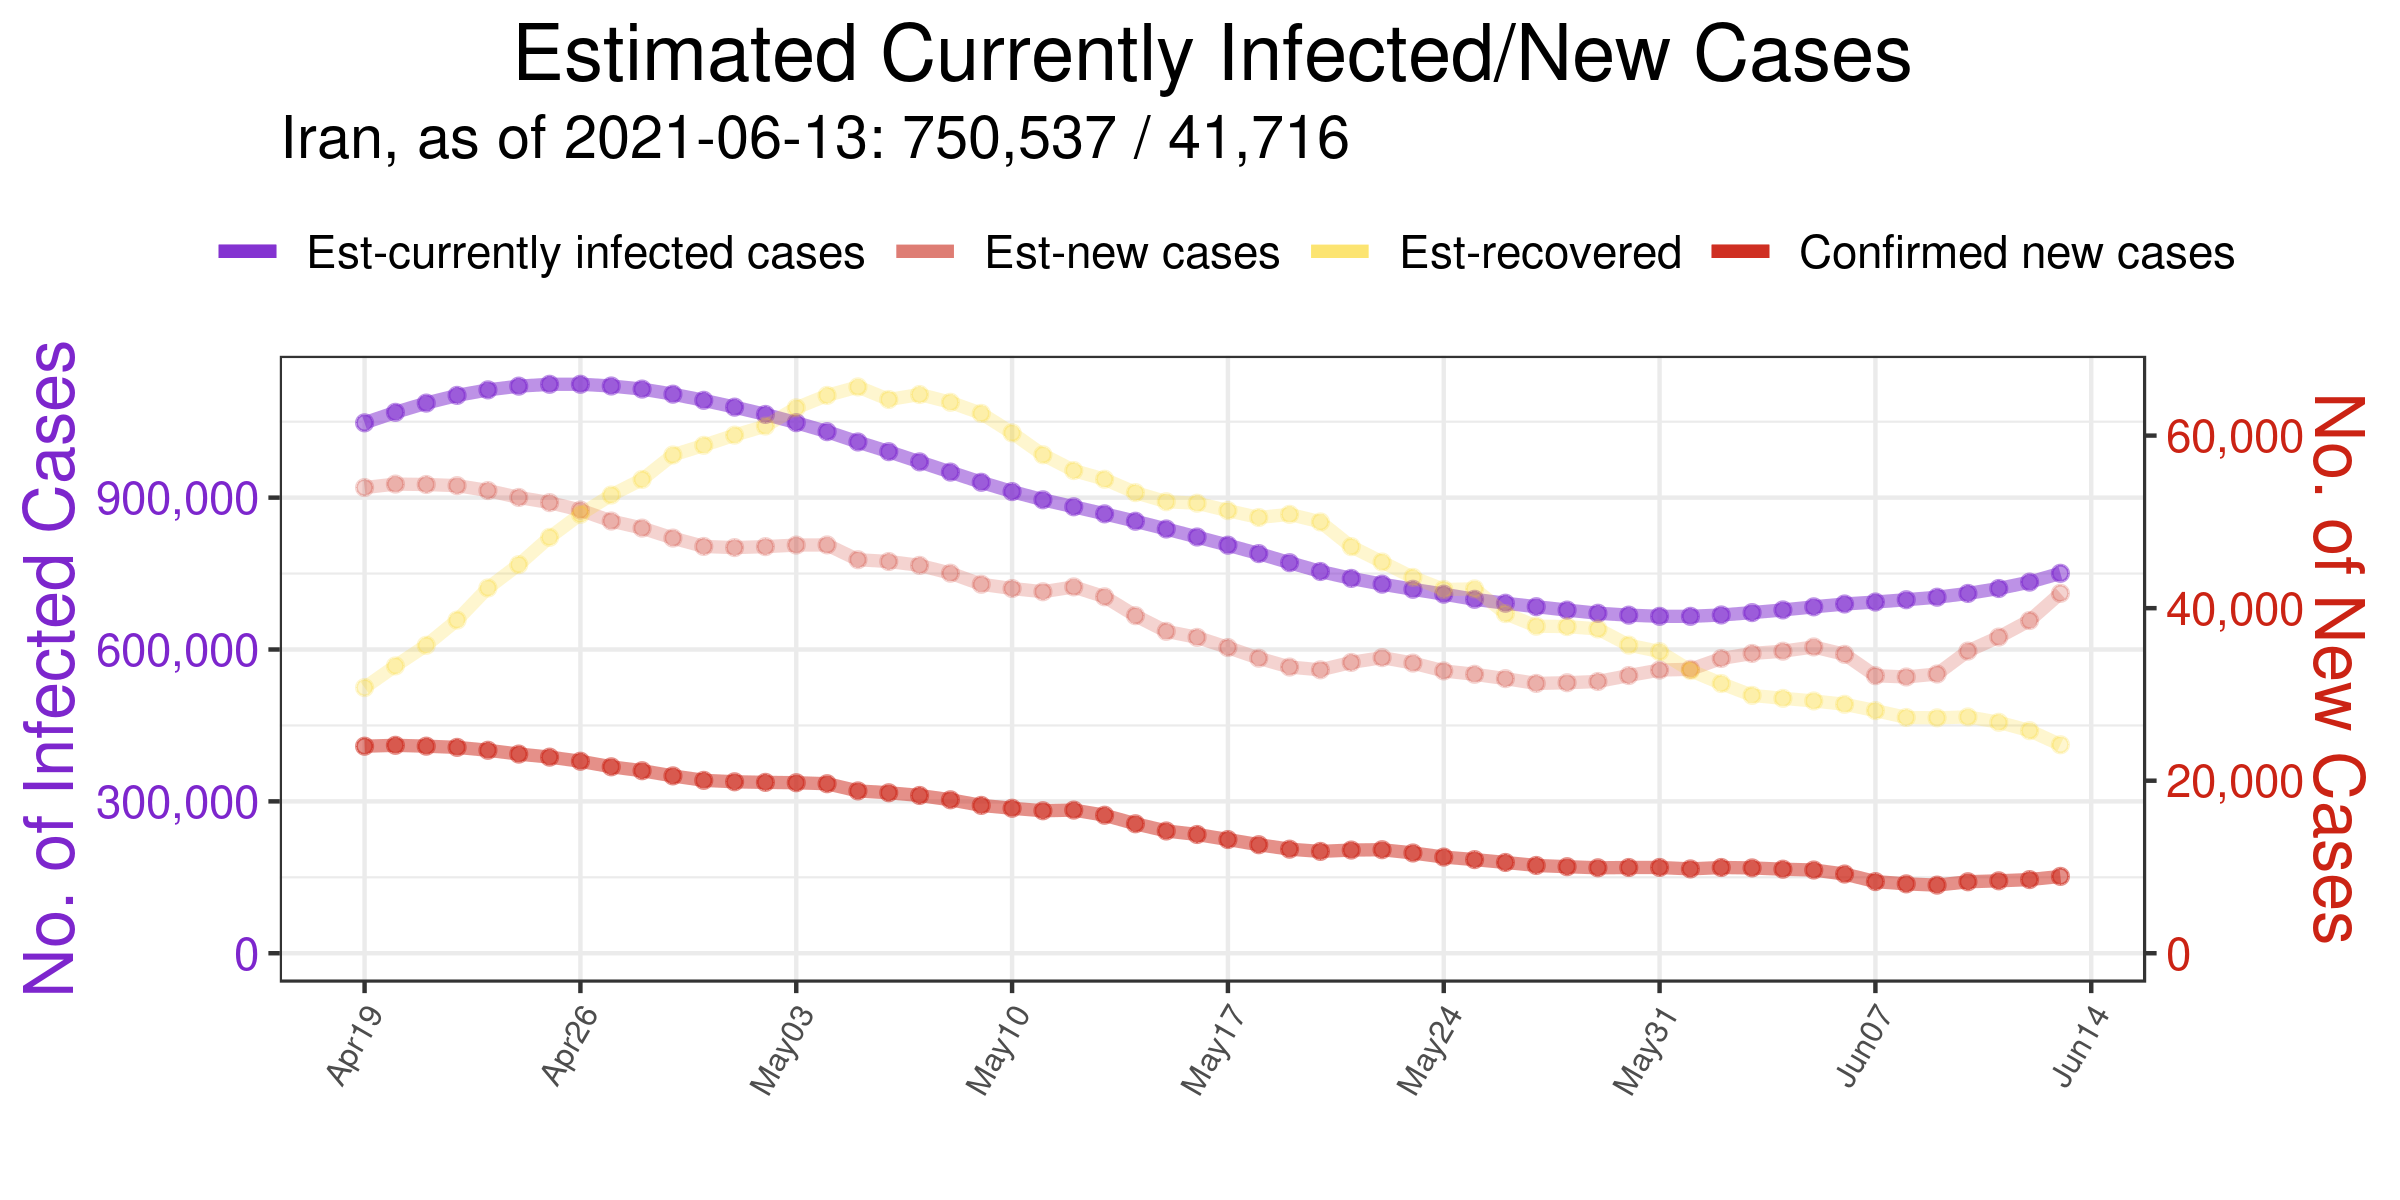 Estimated Currently Infected/New Cases
Iran, as of 2021-06-13: 750,537 / 41,716
Est-currently infected cases
Est-new cases
Est-recovered
Confirmed new cases
No. of Infected Cases
900,000
600,000
300,000
0
60,000
40,000
20,000
0
No. of New Cases
Apr19
Apr26
May03
May10
May17
May24
May31
Jun07
Jun14